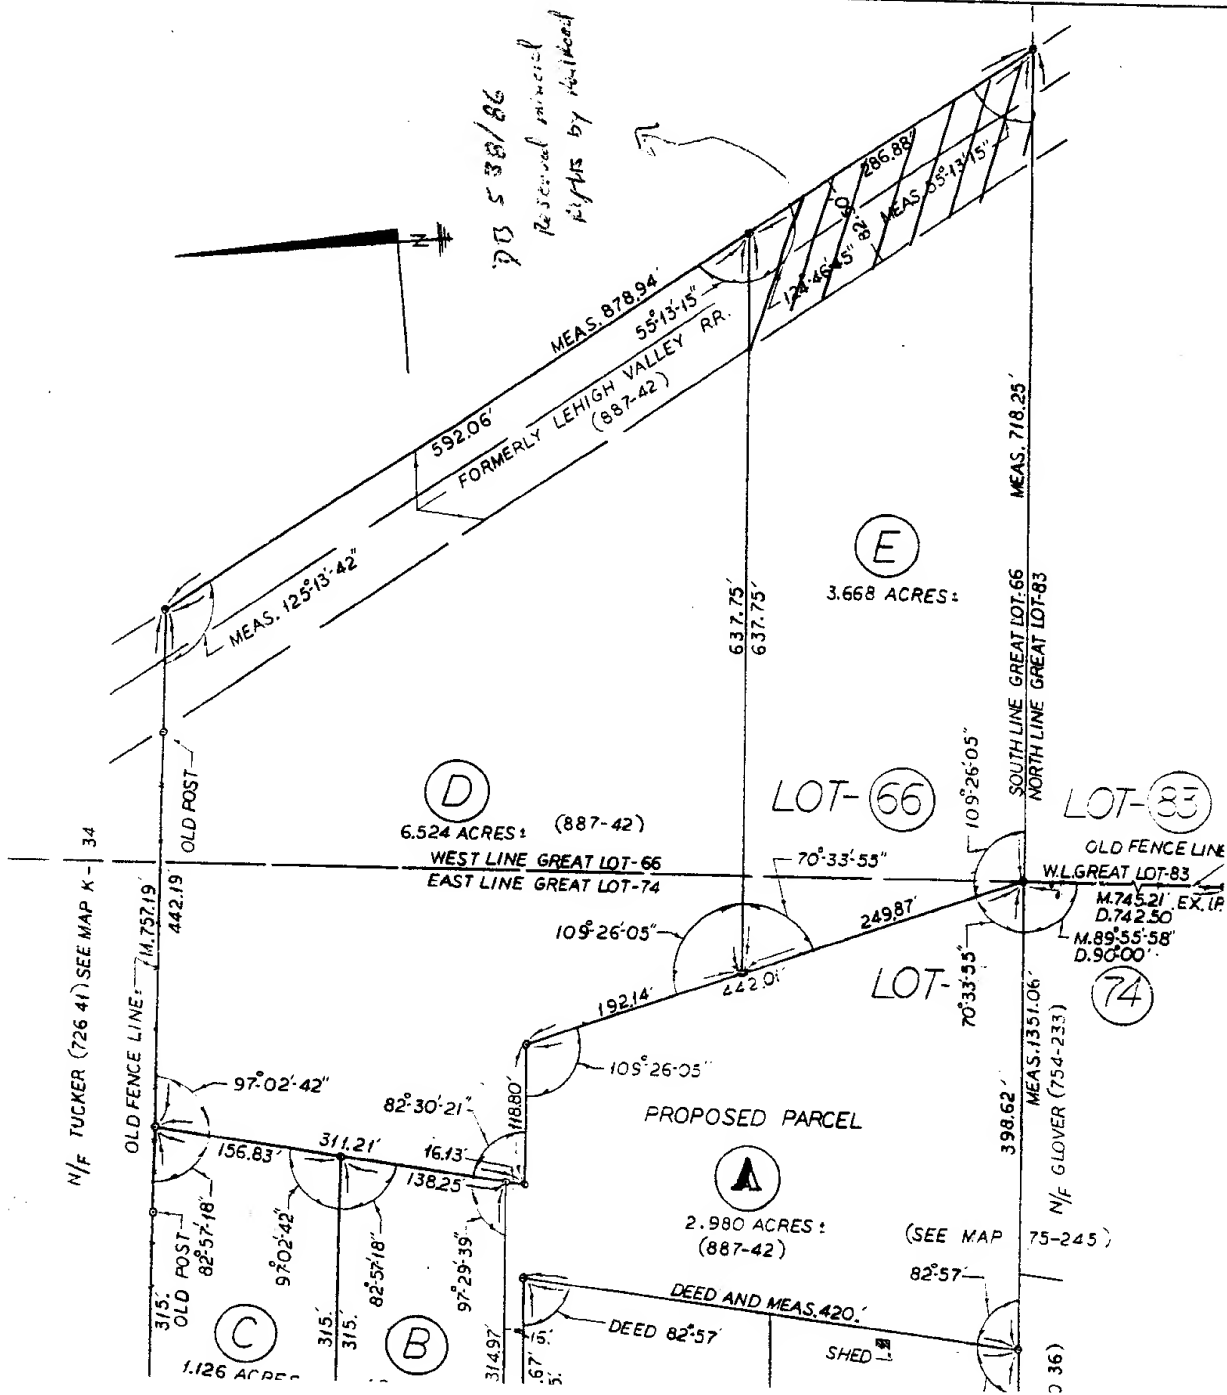 DB 538/86
Reserved mineral
Rights by Railroad
N
286.88'
82.50'
MEAS. 55°-13'-15"
124°-46'-45"
MEAS. 878.94'
55°-13'-15"
592.06'
FORMERLY LEHIGH VALLEY RR.
(887-42)
MEAS. 718.25'
MEAS. 125°-13'-42"
E
3.668 ACRES±
637.75'
637.75'
SOUTH LINE GREAT LOT-66
NORTH LINE GREAT LOT-83
109°-26'-05"
OLD POST
D
6.524 ACRES± (887-42)
LOT- 66
LOT- 83
WEST LINE GREAT LOT-66
EAST LINE GREAT LOT-74
70°-33'-55"
OLD FENCE LINE
W.L.GREAT LOT-83
M.745.21' EX. I.P.
D.742.50'
M.89°-55'-58"
D.90°-00'
N/F TUCKER (726 41) SEE MAP K- 34
OLD FENCE LINE
M.757.19'
442.19'
109°-26'-05"
249.87'
442.01'
192.14'
LOT-
74
70°-33'-55"
109°-26'-05"
MEAS.1351.06'
398.62'
N/F GLOVER (754-233)
97°-02'-42"
82°-30'-21"
118.80'
PROPOSED PARCEL
311.21'
16.13'
156.83'
138.25'
A
2.980 ACRES±
(887-42)
(SEE MAP 75-245)
82°-57'-18"
97°-02'-42"
82°-57'-18"
97°-29'-39"
OLD POST
82°-57'
DEED AND MEAS.420.'
DEED 82°-57'
315.'
315.'
315.'
314.97'
15.'
.67
C
1.126 ACRES
B
SHED
36)